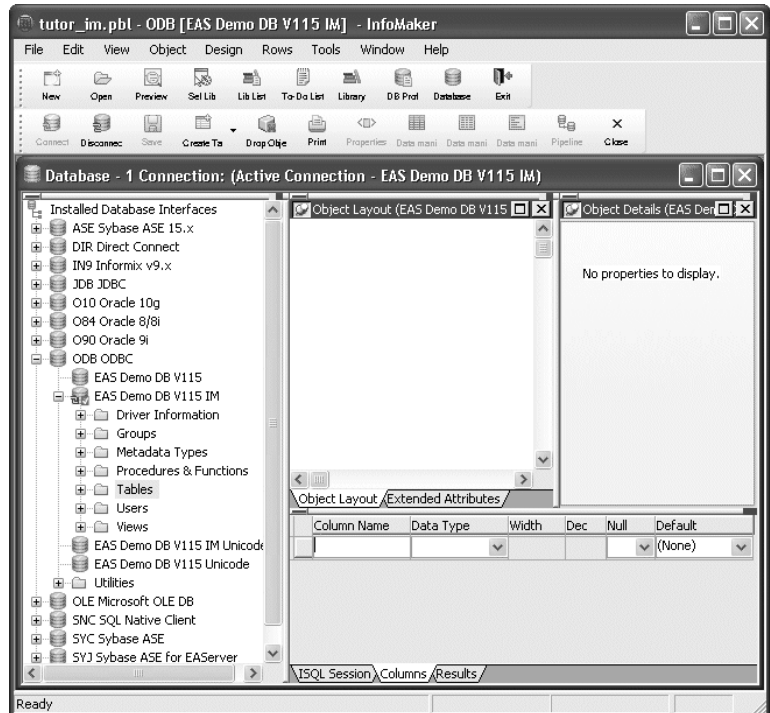 tutor_im.pbl - ODB [EAS Demo DB V115 IM] - InfoMaker
File Edit View Object Design Rows Tools Window Help
New Open Preview Sel Lib Lib List To-Do List Library DB Prof Database Exit
Connect Disconnec Save Create Ta Drop Obje Print Properties Data mani Data mani Data mani Pipeline Close
Database - 1 Connection: (Active Connection - EAS Demo DB V115 IM)
Installed Database Interfaces
ASE Sybase ASE 15.x
DIR Direct Connect
IN9 Informix v9.x
JDB JDBC
O10 Oracle 10g
O84 Oracle 8/8i
O90 Oracle 9i
ODB ODBC
EAS Demo DB V115
EAS Demo DB V115 IM
Driver Information
Groups
Metadata Types
Procedures & Functions
Tables
Users
Views
EAS Demo DB V115 IM Unicode
EAS Demo DB V115 Unicode
Utilities
OLE Microsoft OLE DB
SNC SQL Native Client
SYC Sybase ASE
SYJ Sybase ASE for EAServer
Object Layout (EAS Demo DB V115
Object Layout Extended Attributes
Object Details (EAS Dem
No properties to display.
Column Name Data Type Width Dec Null Default
(None)
ISQL Session Columns Results
Ready